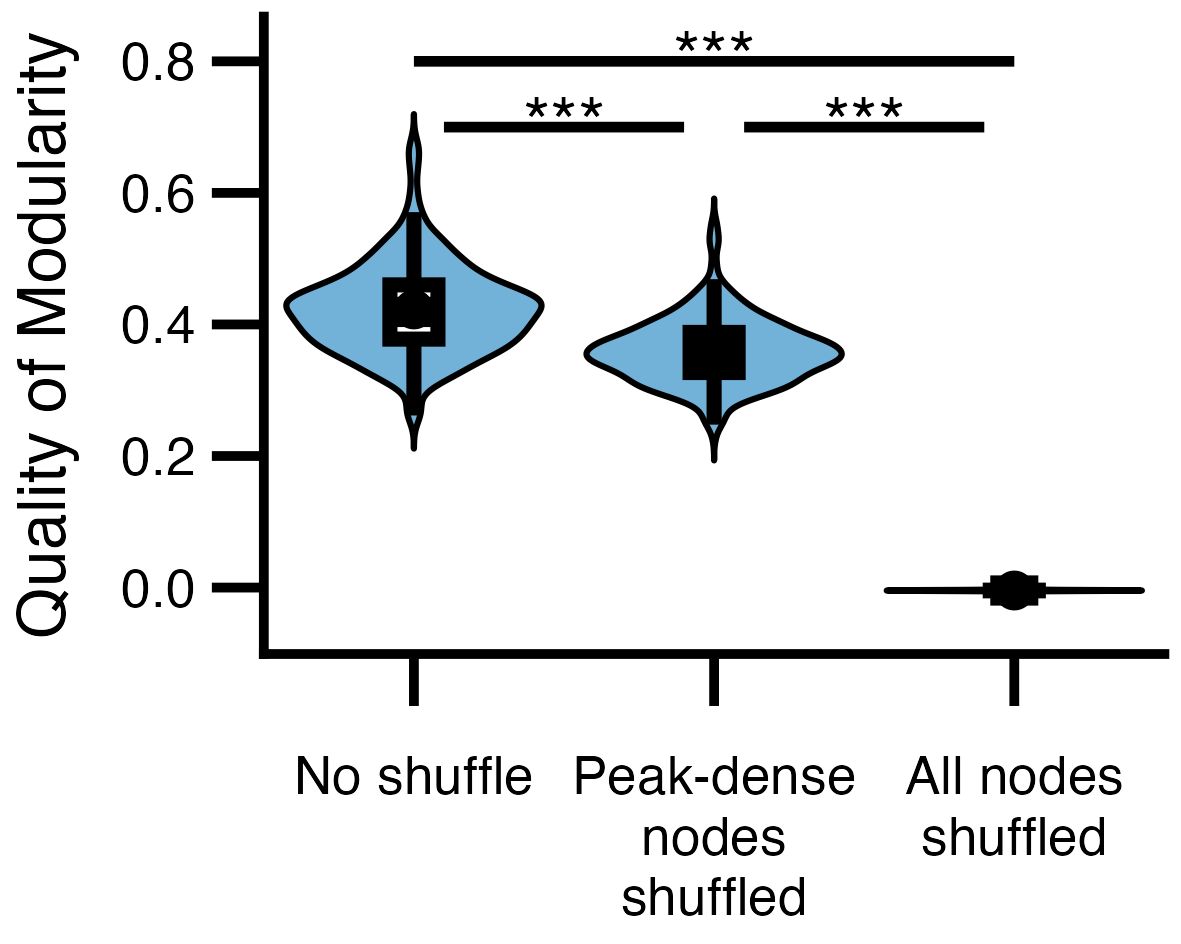 Quality of Modularity
0.8
0.6
0.4
0.2
0.0
***
***
***
No shuffle
Peak-dense
nodes
shuffled
All nodes
shuffled